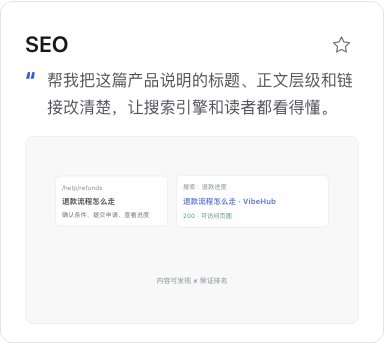 SEO
“ 帮我把这篇产品说明的标题、正文层级和链
接改清楚，让搜索引擎和读者都看得懂。
/help/refunds
退款流程怎么走
确认条件、提交申请、查看进度
搜索：退款进度
退款流程怎么走 · VibeHub
200 · 可访问页面
内容可发现 ≠ 保证排名